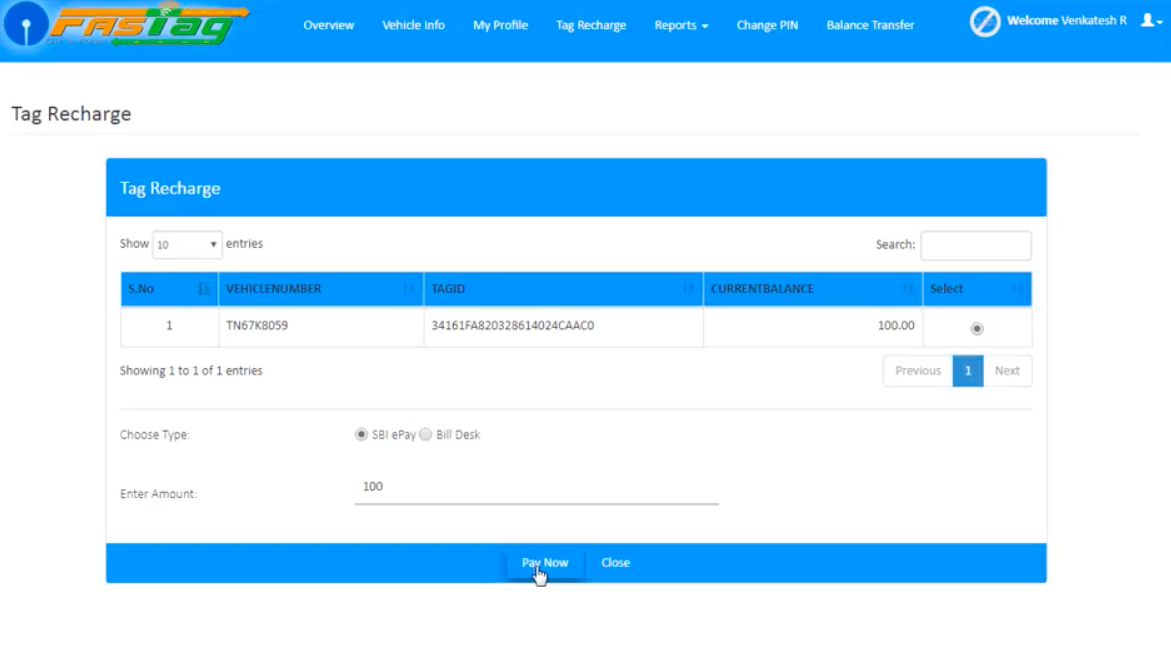 FASTag Overview Vehicle Info My Profile Tag Recharge Reports Change PIN Balance Transfer Welcome Venkatesh R
Tag Recharge
Tag Recharge
Show 10 entries Search:
S.No VEHICLENUMBER TAGID CURRENTBALANCE Select
1 TN67K8059 34161FA820328614024CAAC0 100.00
Showing 1 to 1 of 1 entries Previous 1 Next
Choose Type: SBI ePay Bill Desk
Enter Amount: 100
Pay Now Close